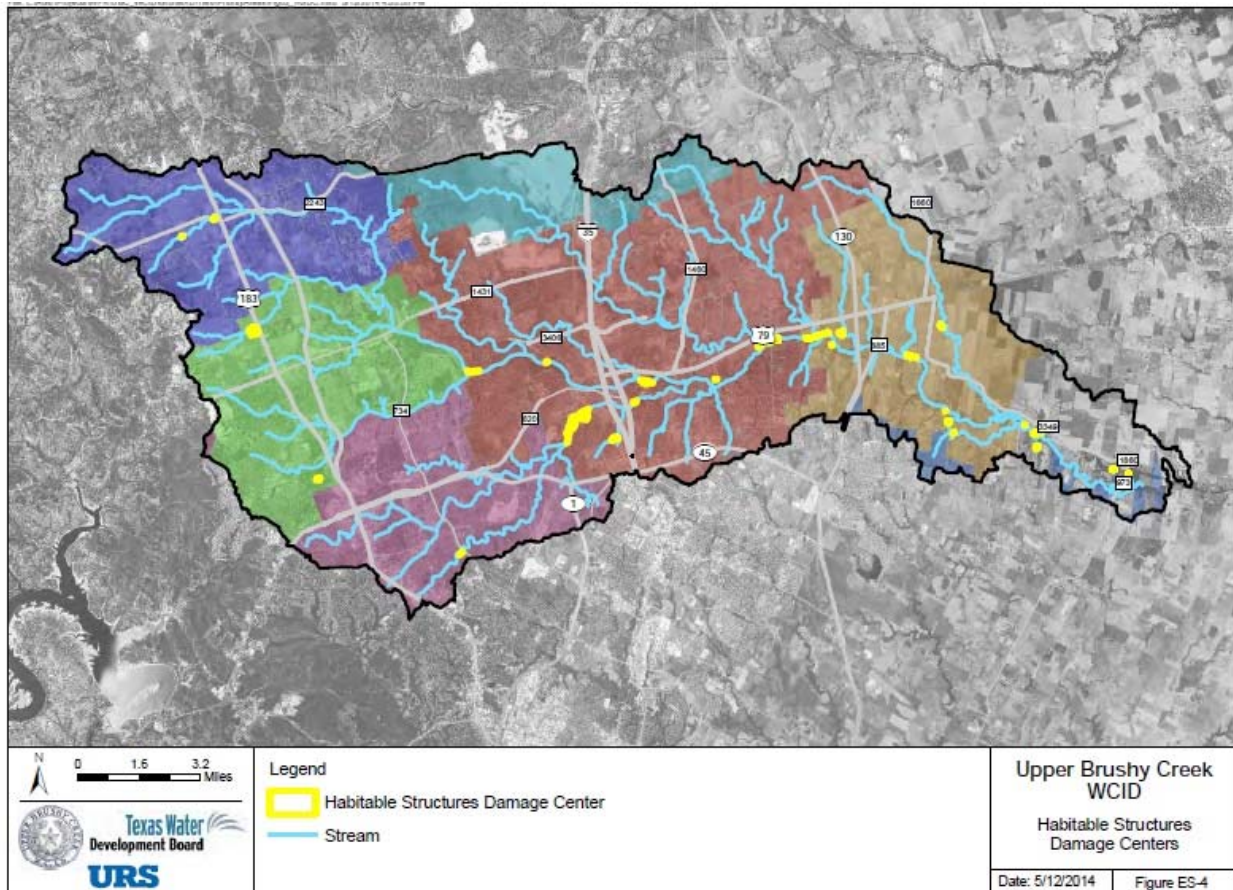 2243
183
35
1660
130
1460
1431
3406
79
685
734
620
45
1
3349
1660
973
N
0 1.6 3.2
Miles
Texas Water
Development Board
URS
Legend
Habitable Structures Damage Center
Stream
Upper Brushy Creek
WCID
Habitable Structures
Damage Centers
Date: 5/12/2014
Figure ES-4